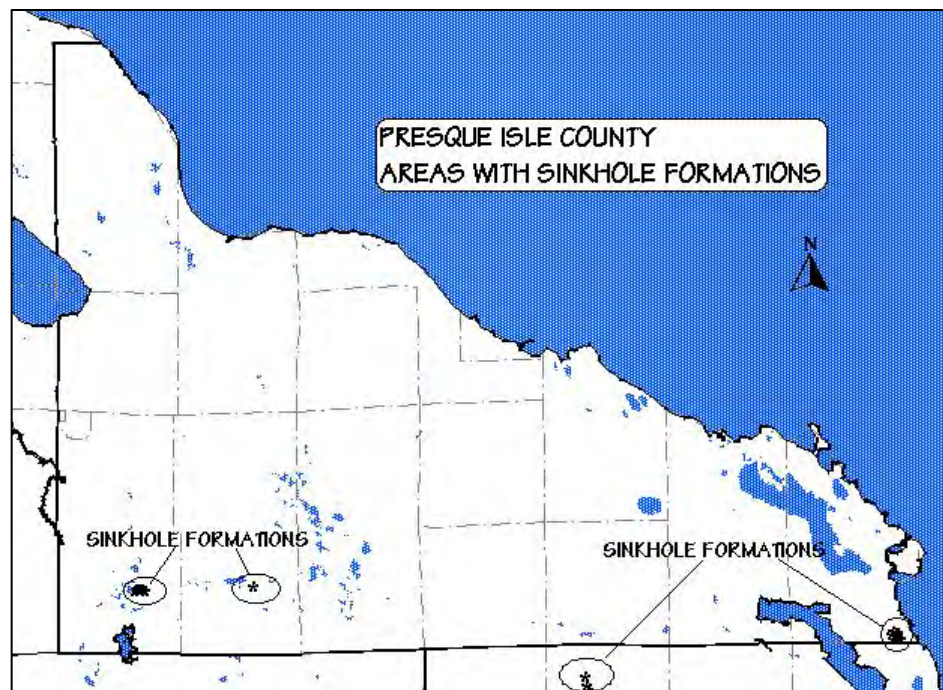 PRESQUE ISLE COUNTY
AREAS WITH SINKHOLE FORMATIONS
N
SINKHOLE FORMATIONS
SINKHOLE FORMATIONS